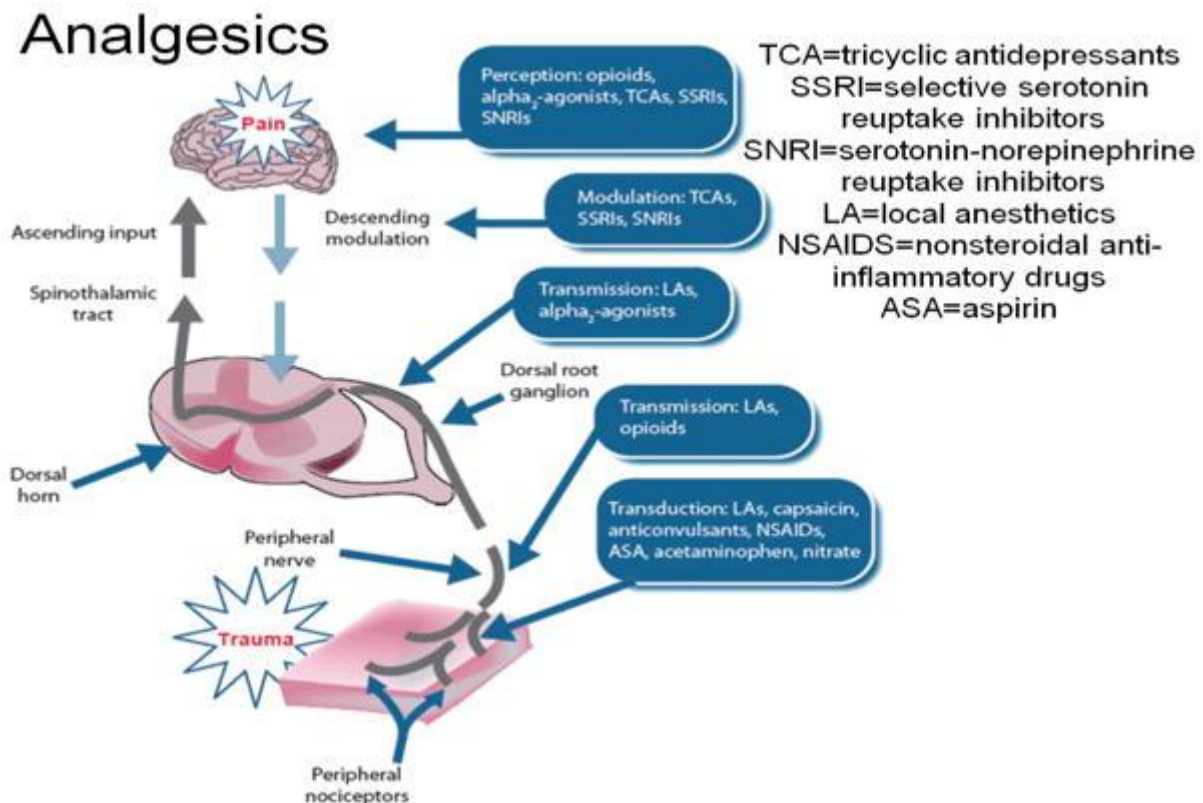 Analgesics
Perception: opioids,
alpha₂-agonists, TCAs, SSRIs,
SNRIs
TCA=tricyclic antidepressants
SSRI=selective serotonin
reuptake inhibitors
SNRI=serotonin-norepinephrine
reuptake inhibitors
LA=local anesthetics
NSAIDS=nonsteroidal anti-
inflammatory drugs
ASA=aspirin
Pain
Modulation: TCAs,
SSRIs, SNRIs
Descending
modulation
Ascending input
Spinothalamic
tract
Transmission: LAs,
alpha₂-agonists
Dorsal root
ganglion
Transmission: LAs,
opioids
Dorsal
horn
Transduction: LAs, capsaicin,
anticonvulsants, NSAIDs,
ASA, acetaminophen, nitrate
Peripheral
nerve
Trauma
Peripheral
nociceptors